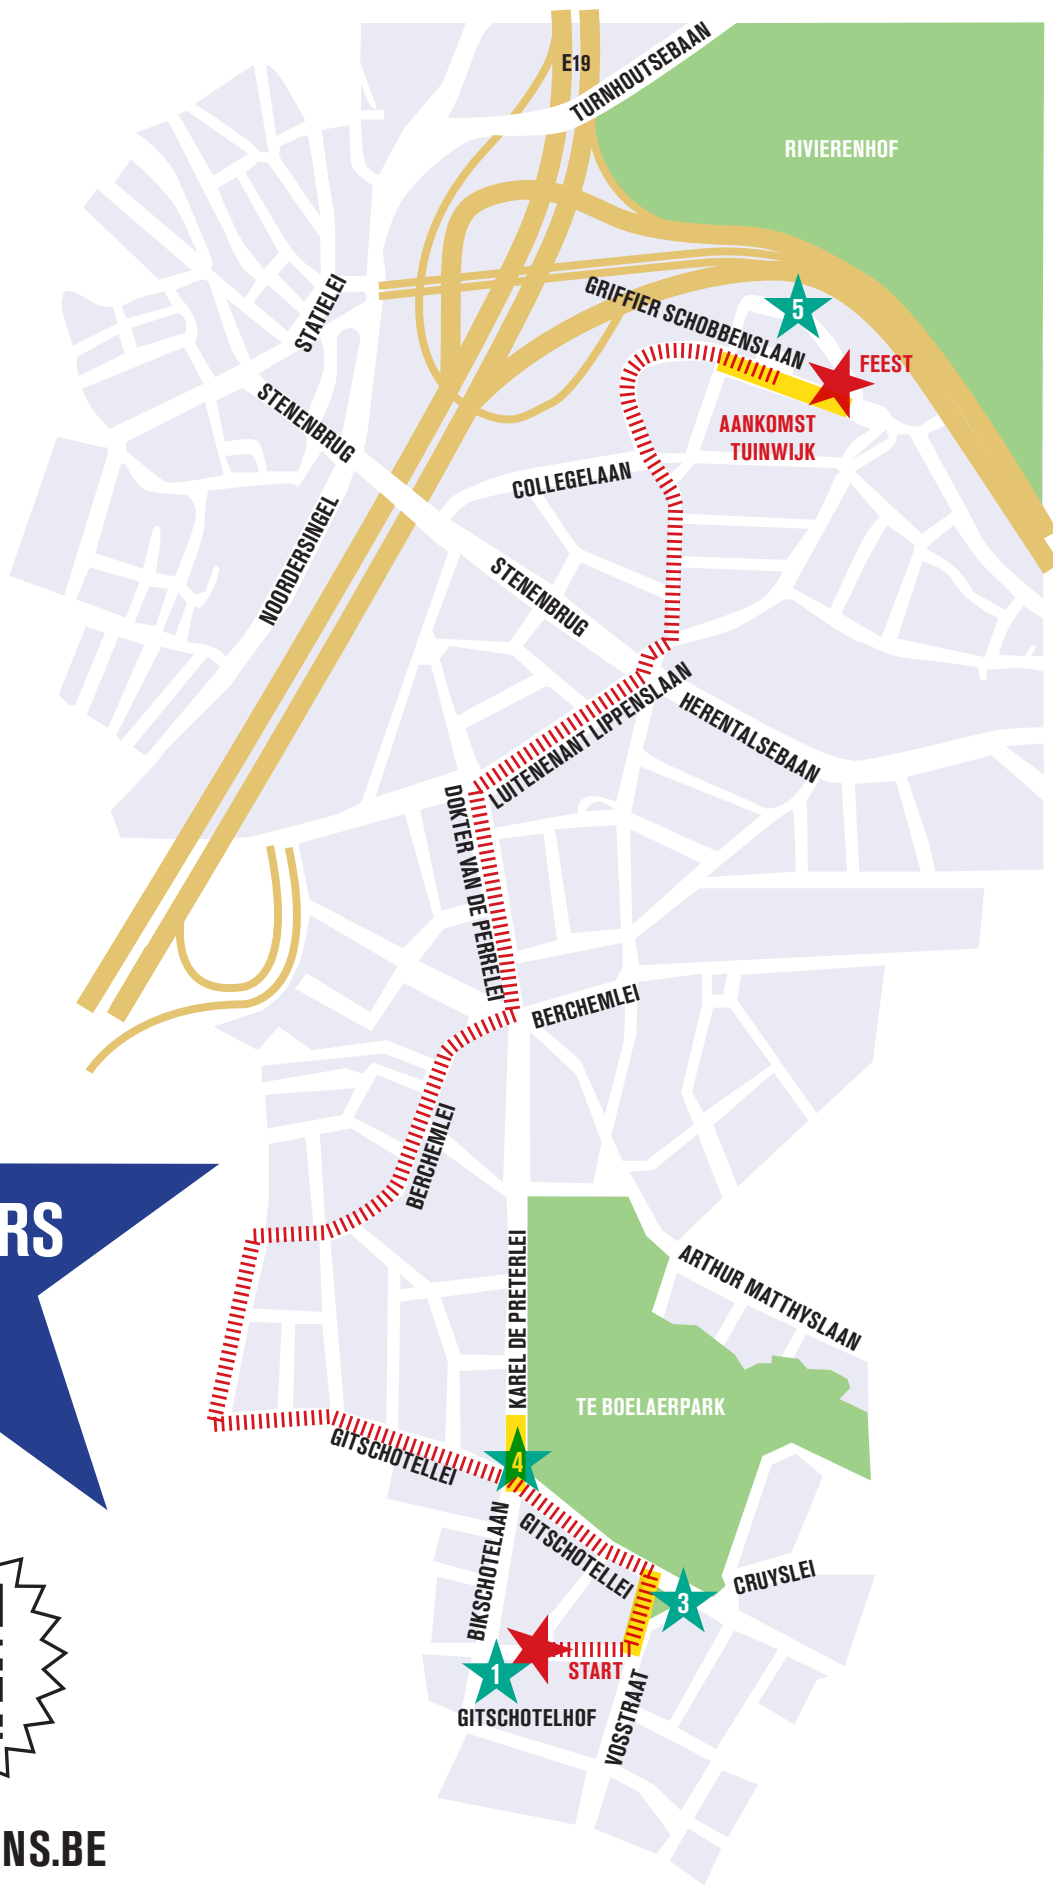 E19
TURNHOUTSEBAAN
RIVIERENHOF
STATIELEI
GRIFFIER SCHOBBENSLAAN
5
FEEST
AANKOMST
TUINWIJK
STENENBRUG
COLLEGELAAN
NOORDERSINGEL
STENENBRUG
LUITENENANT LIPPENSLAAN
HERENTALSEBAAN
DOKTER VAN DE PERRELEI
BERCHEMLEI
BERCHEMLEI
RS
KAREL DE PRETERLEI
ARTHUR MATTHYSLAAN
TE BOELAERPARK
GITSCHOTELLEI
4
BIKSCHOTELAAN
GITSCHOTELLEI
CRUYSLEI
3
START
1
GITSCHOTELHOF
VOSSTRAAT
NS.BE